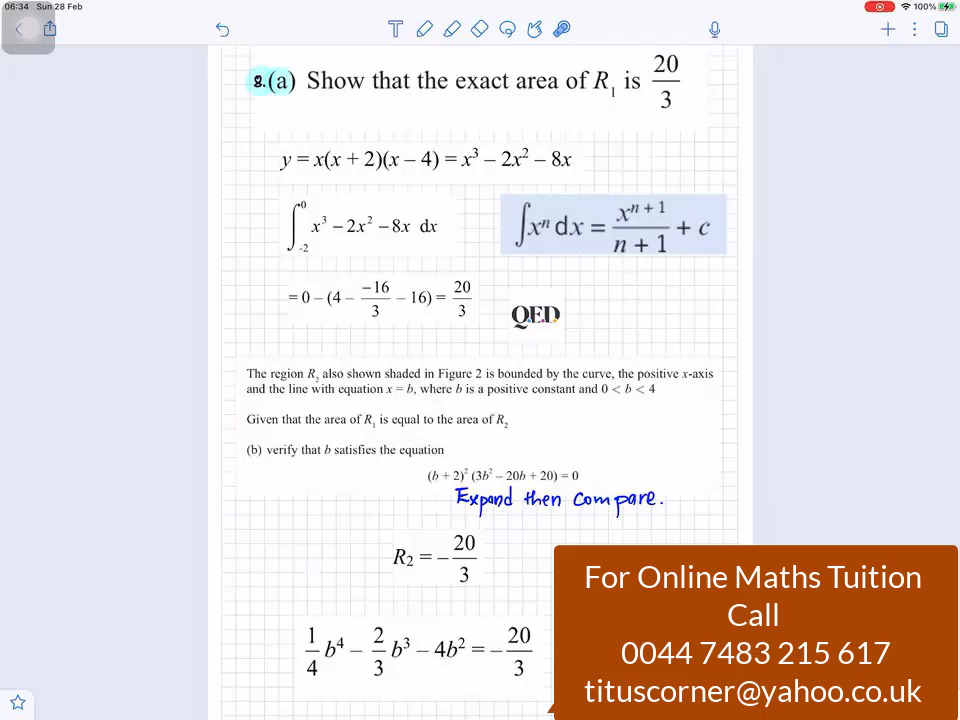 06:34 Sun 28 Feb
100%
8.(a) Show that the exact area of R₁ is 20/3
y = x(x + 2)(x – 4) = x³ – 2x² – 8x
∫₋₂⁰ x³ – 2x² – 8x dx
∫xⁿ dx = xⁿ⁺¹/(n + 1) + c
= 0 – (4 – –16/3 – 16) = 20/3
QED
The region R₂ also shown shaded in Figure 2 is bounded by the curve, the positive x-axis
and the line with equation x = b, where b is a positive constant and 0 < b < 4
Given that the area of R₁ is equal to the area of R₂
(b) verify that b satisfies the equation
(b + 2)² (3b² – 20b + 20) = 0
Expand then compare.
R₂ = – 20/3
1/4 b⁴ – 2/3 b³ – 4b² = – 20/3
For Online Maths Tuition
Call
0044 7483 215 617
tituscorner@yahoo.co.uk